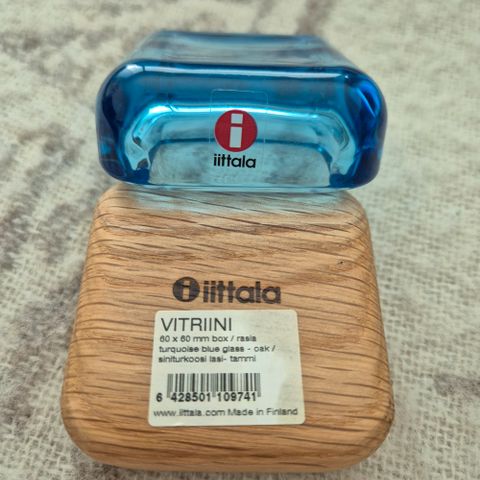 i
iittala
iittala
VITRIINI
60 x 60 mm box / rasia
turquoise blue glass - oak /
siniturkoosi lasi- tammi
6 428501 109741
www.iittala.com Made in Finland